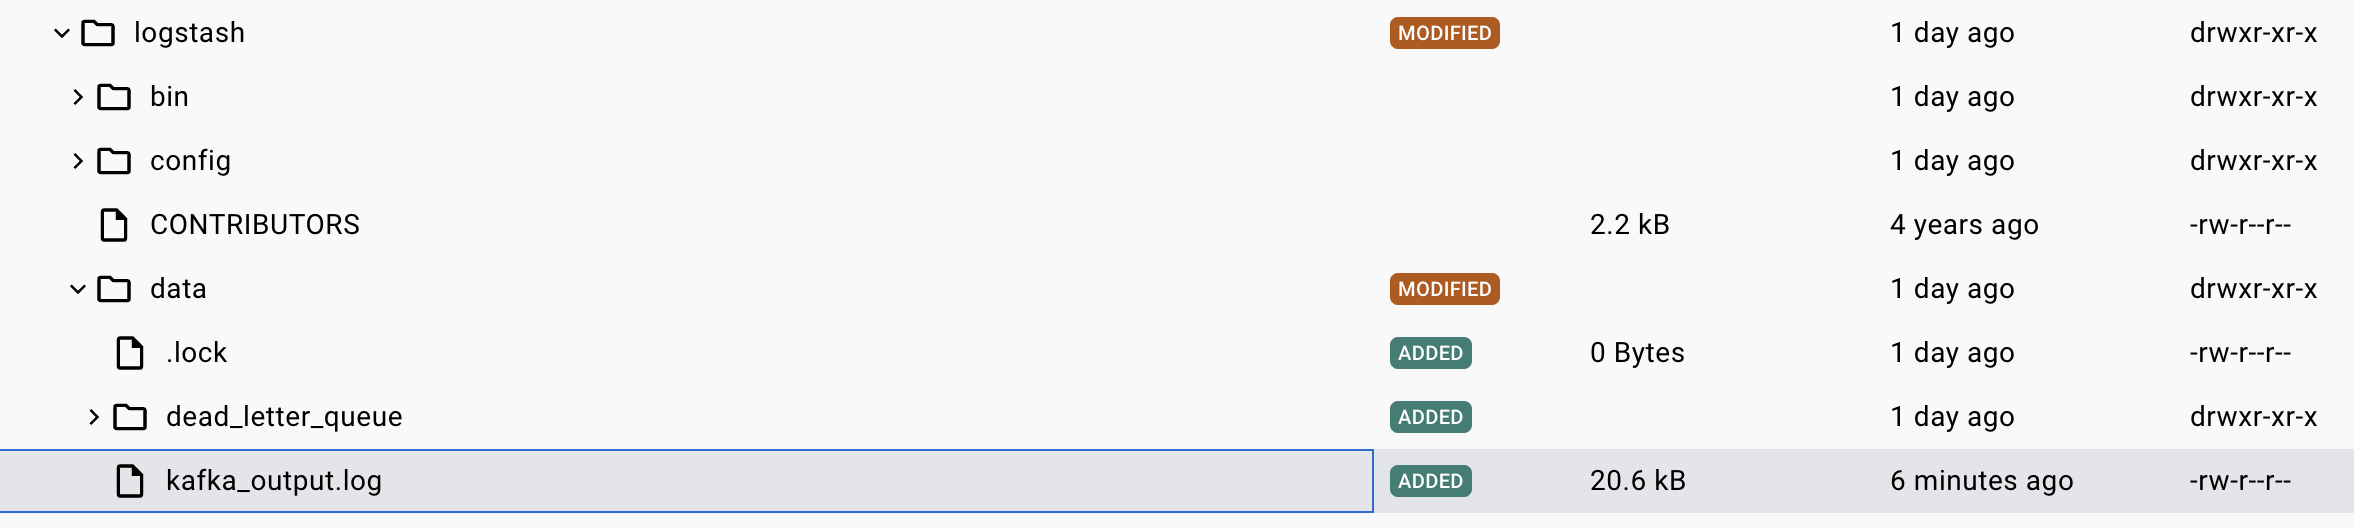 logstash MODIFIED 1 day ago drwxr-xr-x
bin 1 day ago drwxr-xr-x
config 1 day ago drwxr-xr-x
CONTRIBUTORS 2.2 kB 4 years ago -rw-r--r--
data MODIFIED 1 day ago drwxr-xr-x
.lock ADDED 0 Bytes 1 day ago -rw-r--r--
dead_letter_queue ADDED 1 day ago drwxr-xr-x
kafka_output.log ADDED 20.6 kB 6 minutes ago -rw-r--r--